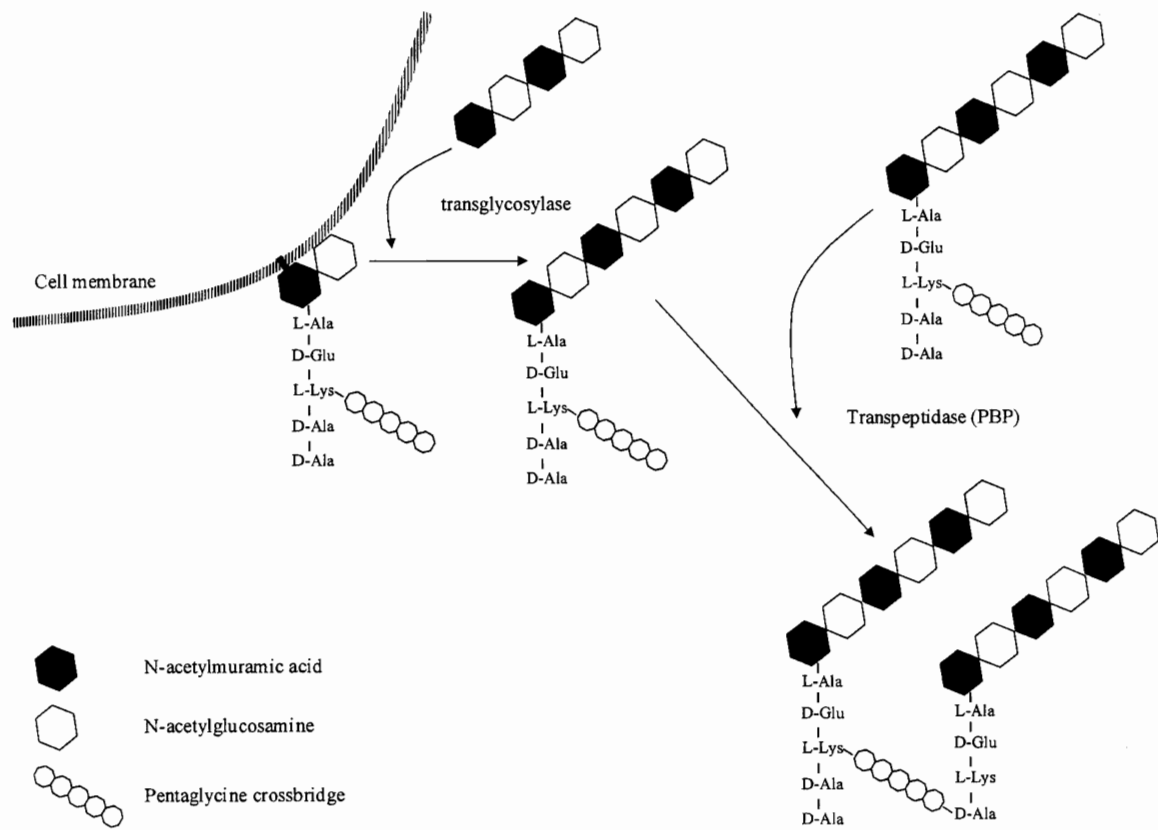 transglycosylase
Cell membrane
L-Ala
D-Glu
L-Lys
D-Ala
D-Ala
L-Ala
D-Glu
L-Lys
D-Ala
D-Ala
L-Ala
D-Glu
L-Lys
D-Ala
D-Ala
Transpeptidase (PBP)
L-Ala
D-Glu
L-Lys
D-Ala
D-Ala
L-Ala
D-Glu
L-Lys
D-Ala
N-acetylmuramic acid
N-acetylglucosamine
Pentaglycine crossbridge